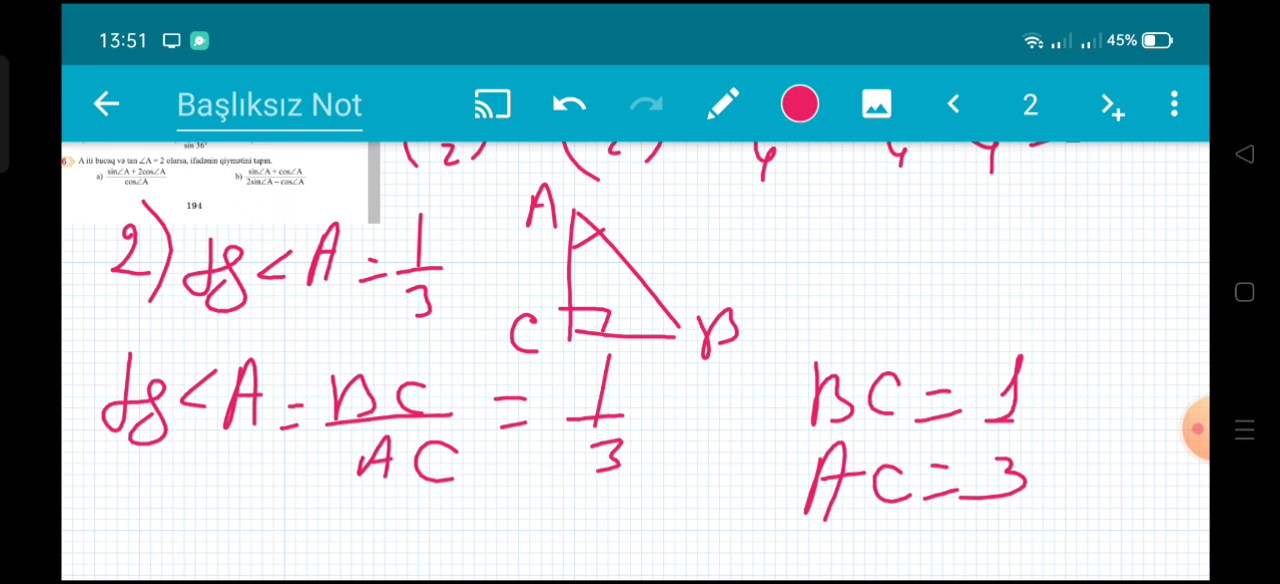 13:51 45%
Başlıksız Not 2
sin 36°
6 A iti bucaq və tan ∠A = 2 olarsa, ifadənin qiymətini tapın.
a) sin∠A + 2cos∠A / cos∠A b) sin∠A + cos∠A / 2sin∠A − cos∠A
194
2) tg<A = 1/3
A
C B
tg<A = BC/AC = 1/3
BC = 1
AC = 3